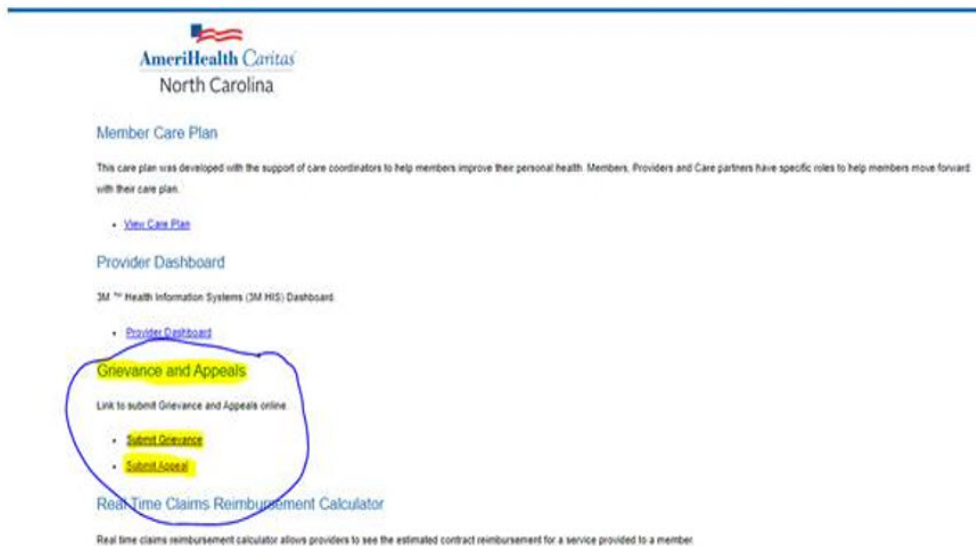 AmeriHealth Caritas
North Carolina
Member Care Plan
This care plan was developed with the support of care coordinators to help members improve their personal health. Members, Providers and Care partners have specific roles to help members move forward
with their care plan.
• View Care Plan
Provider Dashboard
3M ™ Health Information Systems (3M HIS) Dashboard.
• Provider Dashboard
Grievance and Appeals
Link to submit Grievance and Appeals online.
• Submit Grievance
• Submit Appeal
Real Time Claims Reimbursement Calculator
Real time claims reimbursement calculator allows providers to see the estimated contract reimbursement for a service provided to a member.